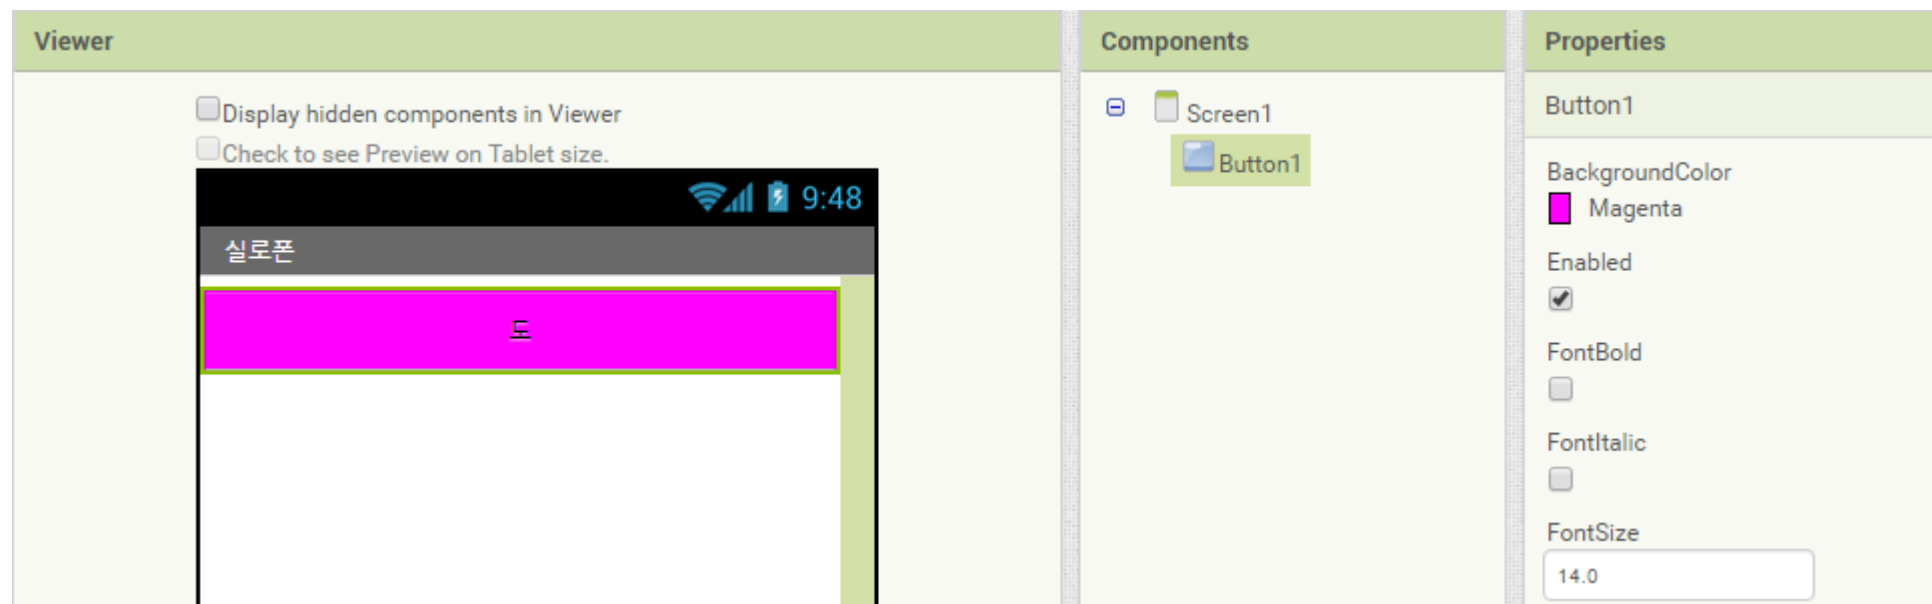 Viewer
Display hidden components in Viewer
Check to see Preview on Tablet size.
9:48
실로폰
도
Components
Screen1
Button1
Properties
Button1
BackgroundColor
Magenta
Enabled
FontBold
FontItalic
FontSize
14.0